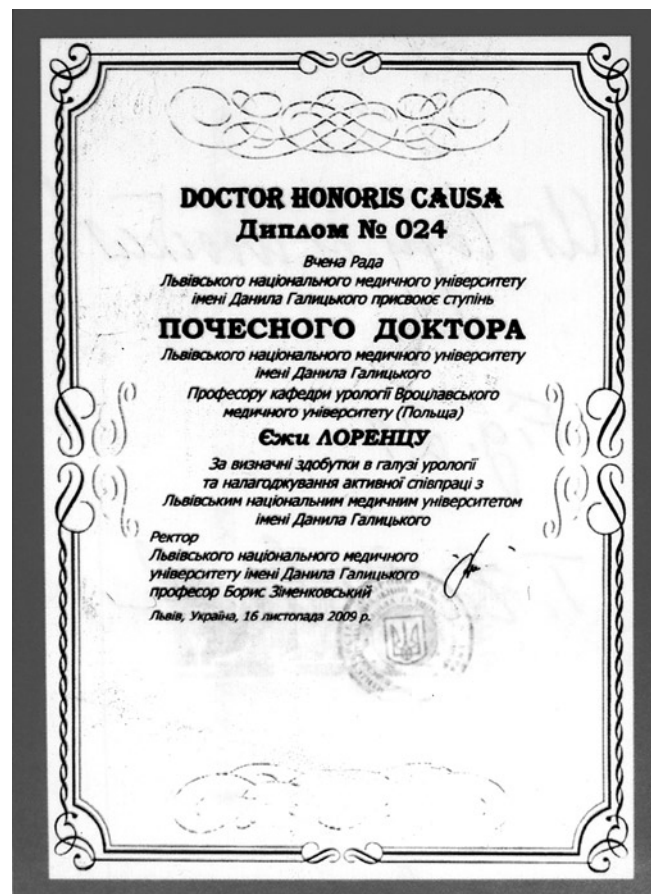 DOCTOR HONORIS CAUSA
Диплом № 024
Вчена Рада
Львівського національного медичного університету
імені Данила Галицького присвоює ступінь
ПОЧЕСНОГО ДОКТОРА
Львівського національного медичного університету
імені Данила Галицького
Професору кафедри урології Вроцлавського
медичного університету (Польща)
Єжи ЛОРЕНЦУ
За визначні здобутки в галузі урології
та налагоджування активної співпраці з
Львівським національним медичним університетом
імені Данила Галицького
Ректор
Львівського національного медичного
університету імені Данила Галицького
професор Борис Зіменковський
Львів, Україна, 16 листопада 2009 р.